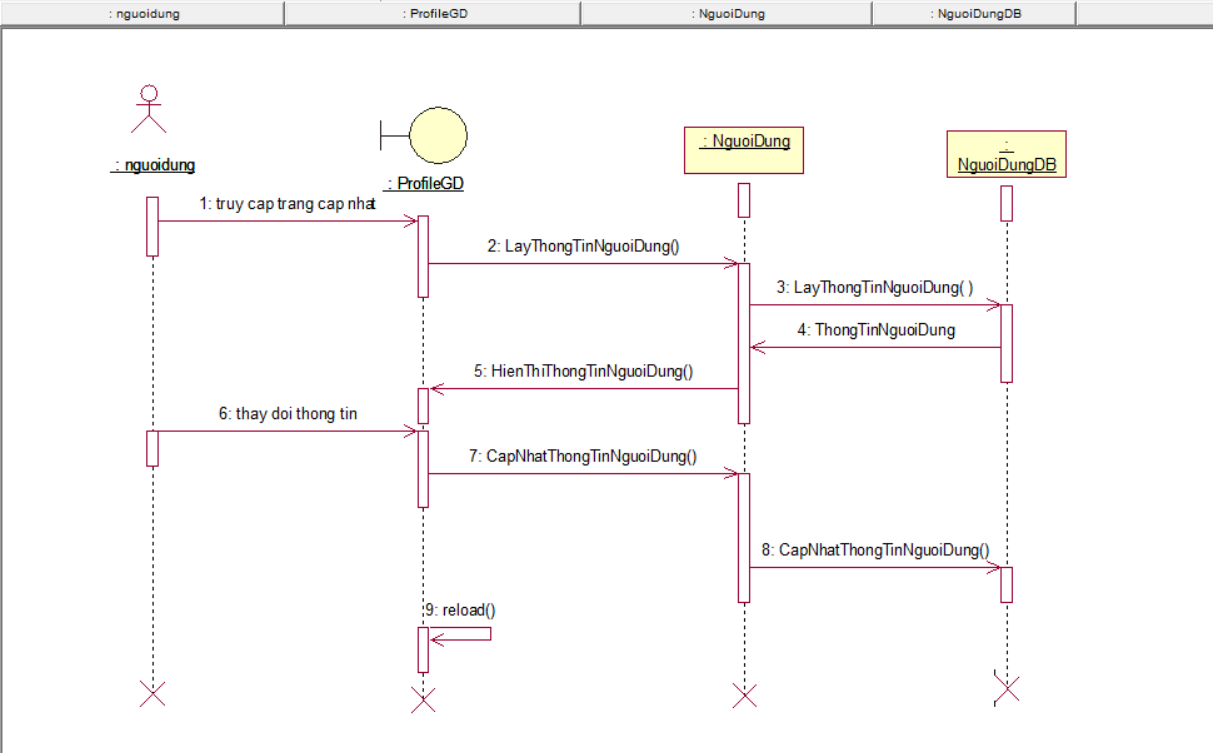 : nguoidung
: ProfileGD
: NguoiDung
: NguoiDungDB
: nguoidung
: ProfileGD
: NguoiDung
:
NguoiDungDB
1: truy cap trang cap nhat
2: LayThongTinNguoiDung()
3: LayThongTinNguoiDung( )
4: ThongTinNguoiDung
5: HienThiThongTinNguoiDung()
6: thay doi thong tin
7: CapNhatThongTinNguoiDung()
8: CapNhatThongTinNguoiDung()
9: reload()